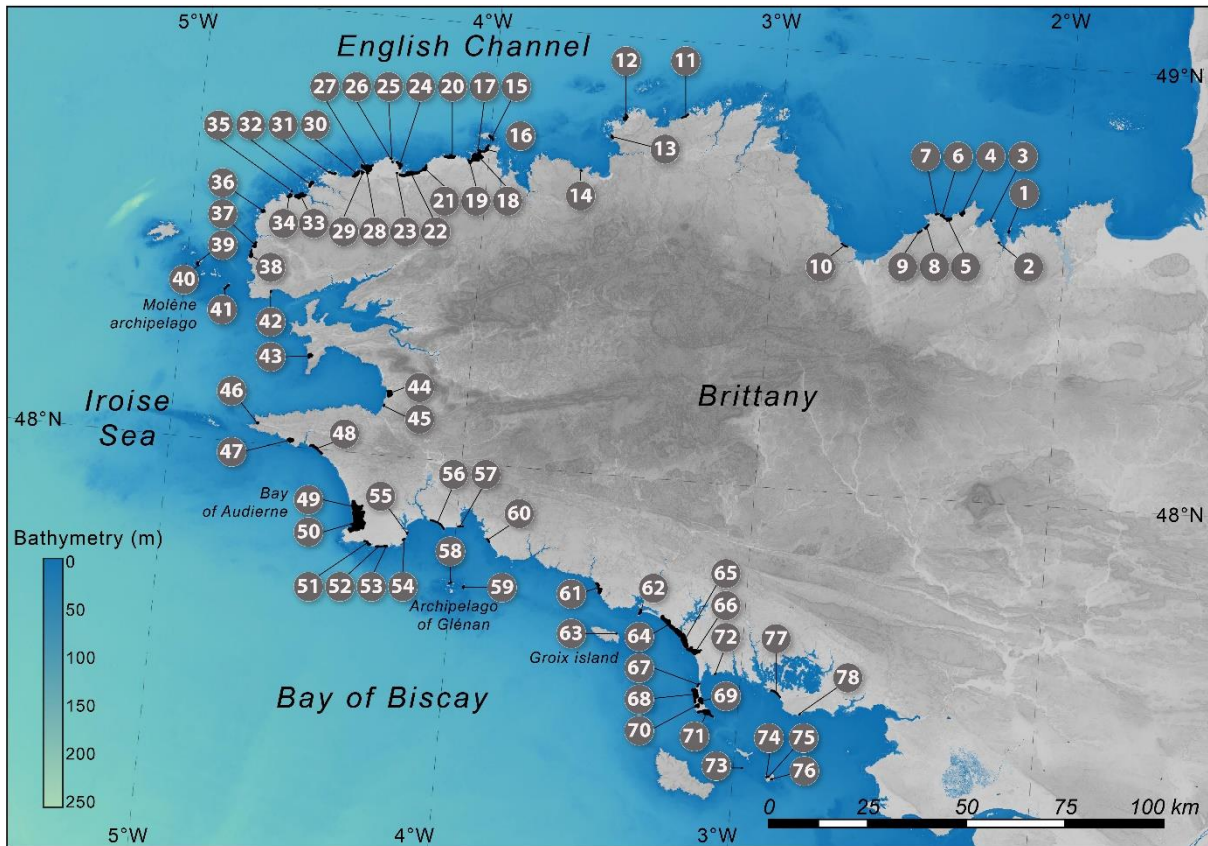 5°W 4°W 3°W 2°W
English Channel
49°N
12 11
27 26 25 24 20 17 15
35 32 31 30 16
13
7 6 4 3
36
14
1
34 33 29 28 23 22 21 19 18
37
39 38
10 9 8 5 2
40
41 42
Molène
archipelago
43
44
46
Iroise
Sea
Brittany
48°N
45
47 48
49
Bay
of Audierne
55 56 57
50
60
48°N
Bathymetry (m)
0
58
51 52 53 54 59
61 62 65
50
Archipelago
of Glénan
66
63 64 72 77
Groix island
100
67
78
68 69
Bay of Biscay
150
70 71 74 75
73 76
200
0 25 50 75 100 km
250
5°W 4°W 3°W 2°W